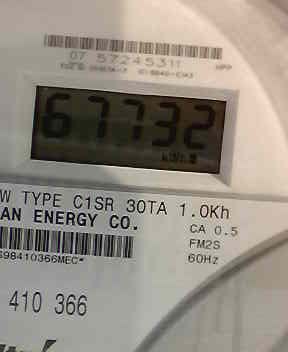 07 57245311
67732
kWh
W TYPE C1SR 30TA 1.0Kh
AN ENERGY CO.
CA 0.5
FM2S
60Hz
98410366MEC*
410 366